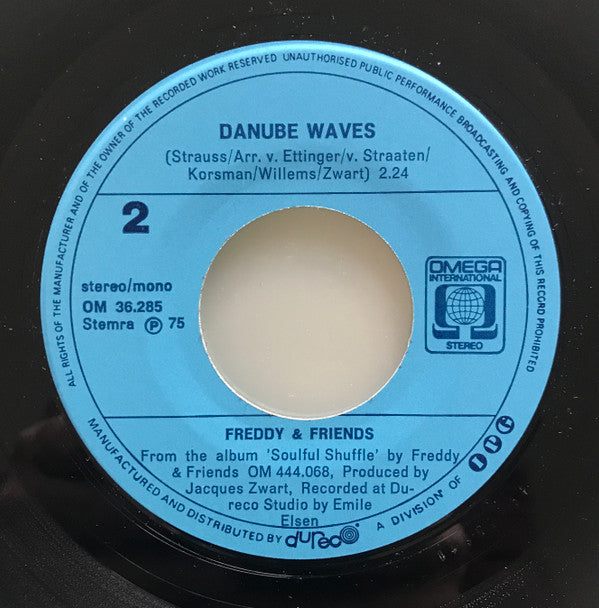 ALL RIGHTS OF THE MANUFACTURER AND OF THE OWNER OF THE RECORDED WORK RESERVED UNAUTHORISED PUBLIC PERFORMANCE BROADCASTING AND COPYING OF THIS RECORD PROHIBITED
DANUBE WAVES
(Strauss/Arr. v. Ettinger/v. Straaten/
Korsman/Willems/Zwart) 2.24
2
stereo/mono
OM 36.285
Stemra Ⓟ 75
OMEGA
INTERNATIONAL
STEREO
FREDDY & FRIENDS
From the album 'Soulful Shuffle' by Freddy
& Friends OM 444.068, Produced by
Jacques Zwart, Recorded at Du-
reco Studio by Emile
Elsen
MANUFACTURED AND DISTRIBUTED BY dureco A DIVISION OF